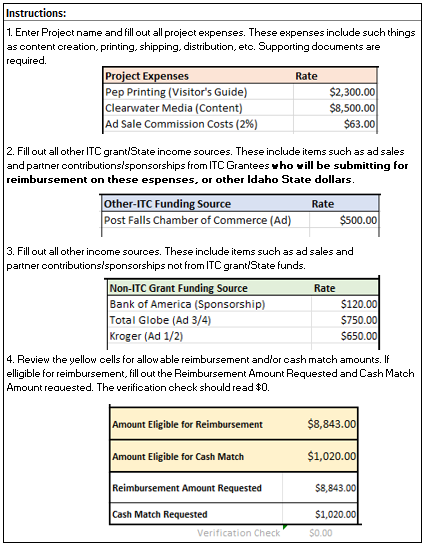 Instructions:
1. Enter Project name and fill out all project expenses. These expenses include such things
as content creation, printing, shipping, distribution, etc. Supporting documents are
required.
Project Expenses Rate
Pep Printing (Visitor's Guide) $2,300.00
Clearwater Media (Content) $8,500.00
Ad Sale Commission Costs (2%) $63.00
2. Fill out all other ITC grant/State income sources. These include items such as ad sales
and partner contributions/sponsorships from ITC Grantees who will be submitting for
reimbursement on these espenses, or other Idaho State dollars.
Other-ITC Funding Source Rate
Post Falls Chamber of Commerce (Ad) $500.00
3. Fill out all other income sources. These include items such as ad sales and
partner contributions/sponsorships not from ITC grant/State funds.
Non-ITC Grant Funding Source Rate
Bank of America (Sponsorship) $120.00
Total Globe (Ad 3/4) $750.00
Kroger (Ad 1/2) $650.00
4. Review the yellow cells for allowable reimbursement and/or cash match amounts. If
elligible for reimbursement, fill out the Reimbursement Amount Requested and Cash Match
Amount requested. The verification check should read $0.
Amount Eligible for Reimbursement $8,843.00
Amount Eligible for Cash Match $1,020.00
Reimbursement Amount Requested $8,843.00
Cash Match Requested $1,020.00
Verification Check $0.00